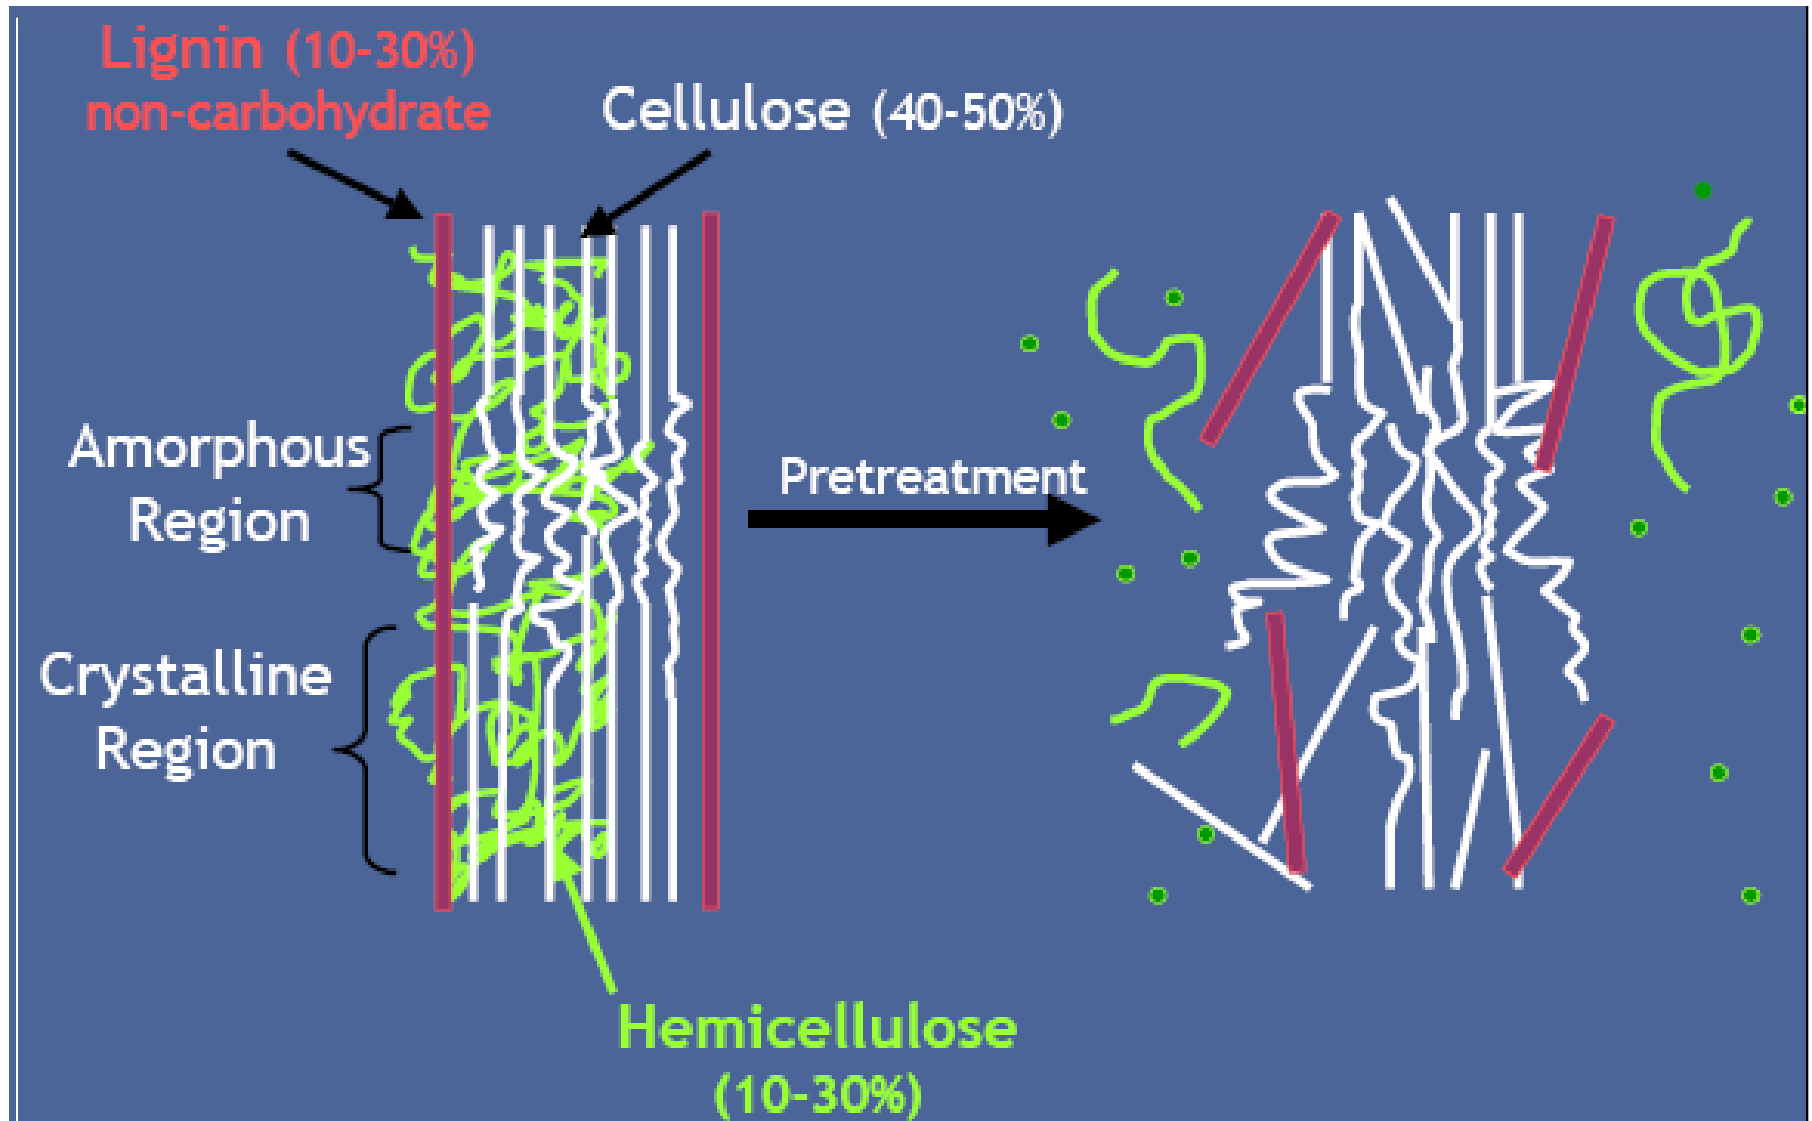 Lignin (10-30%)
non-carbohydrate
Cellulose (40-50%)
Amorphous
Region
Pretreatment
Crystalline
Region
Hemicellulose
(10-30%)